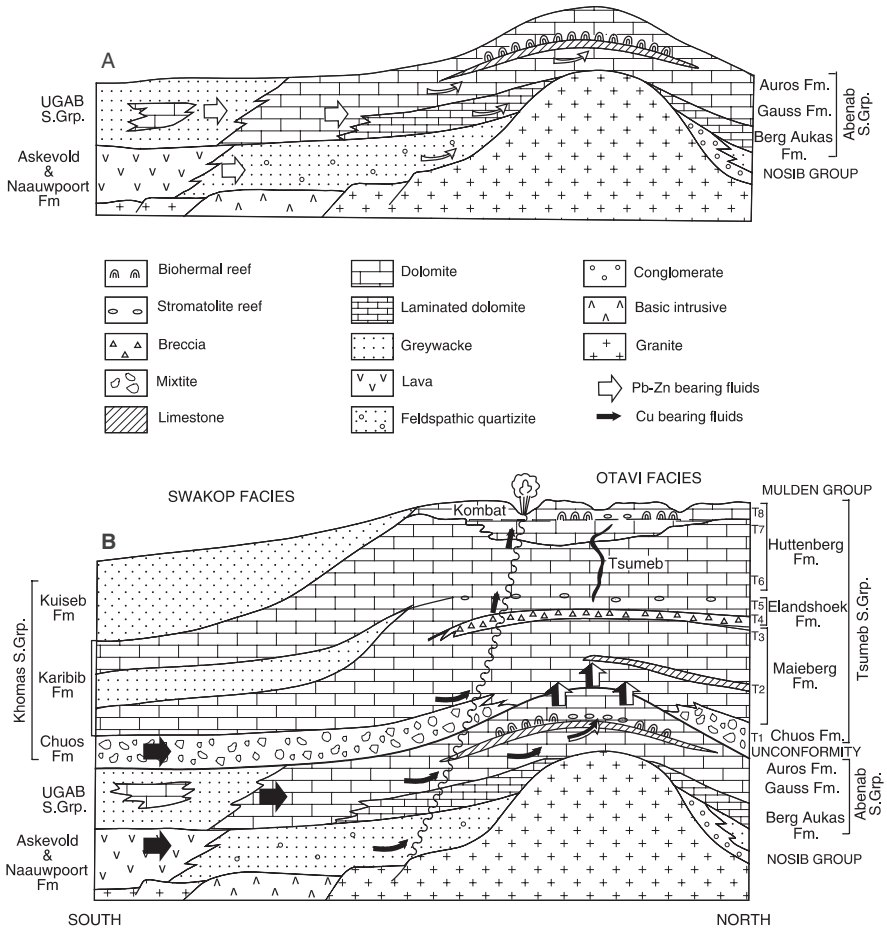 A
UGAB
S.Grp.
Askevold
&
Naauwpoort
Fm
Auros Fm.
Gauss Fm.
Berg Aukas
Fm.
Abenab
S.Grp.
NOSIB GROUP
Biohermal reef
Stromatolite reef
Breccia
Mixtite
Limestone
Dolomite
Laminated dolomite
Greywacke
Lava
Feldspathic quartizite
Conglomerate
Basic intrusive
Granite
Pb-Zn bearing fluids
Cu bearing fluids
SWAKOP FACIES
OTAVI FACIES
MULDEN GROUP
B
Kombat
Tsumeb
T8
T7
T6
T5
T4
T3
T2
T1
Huttenberg
Fm.
Elandshoek
Fm.
Maieberg
Fm.
Chuos Fm.
Tsumeb S.Grp.
UNCONFORMITY
Auros Fm.
Gauss Fm.
Berg Aukas
Fm.
Abenab
S.Grp.
NOSIB GROUP
Kuiseb
Fm
Karibib
Fm
Chuos
Fm
Khomas S.Grp.
UGAB
S.Grp.
Askevold
&
Naauwpoort
Fm
SOUTH
NORTH